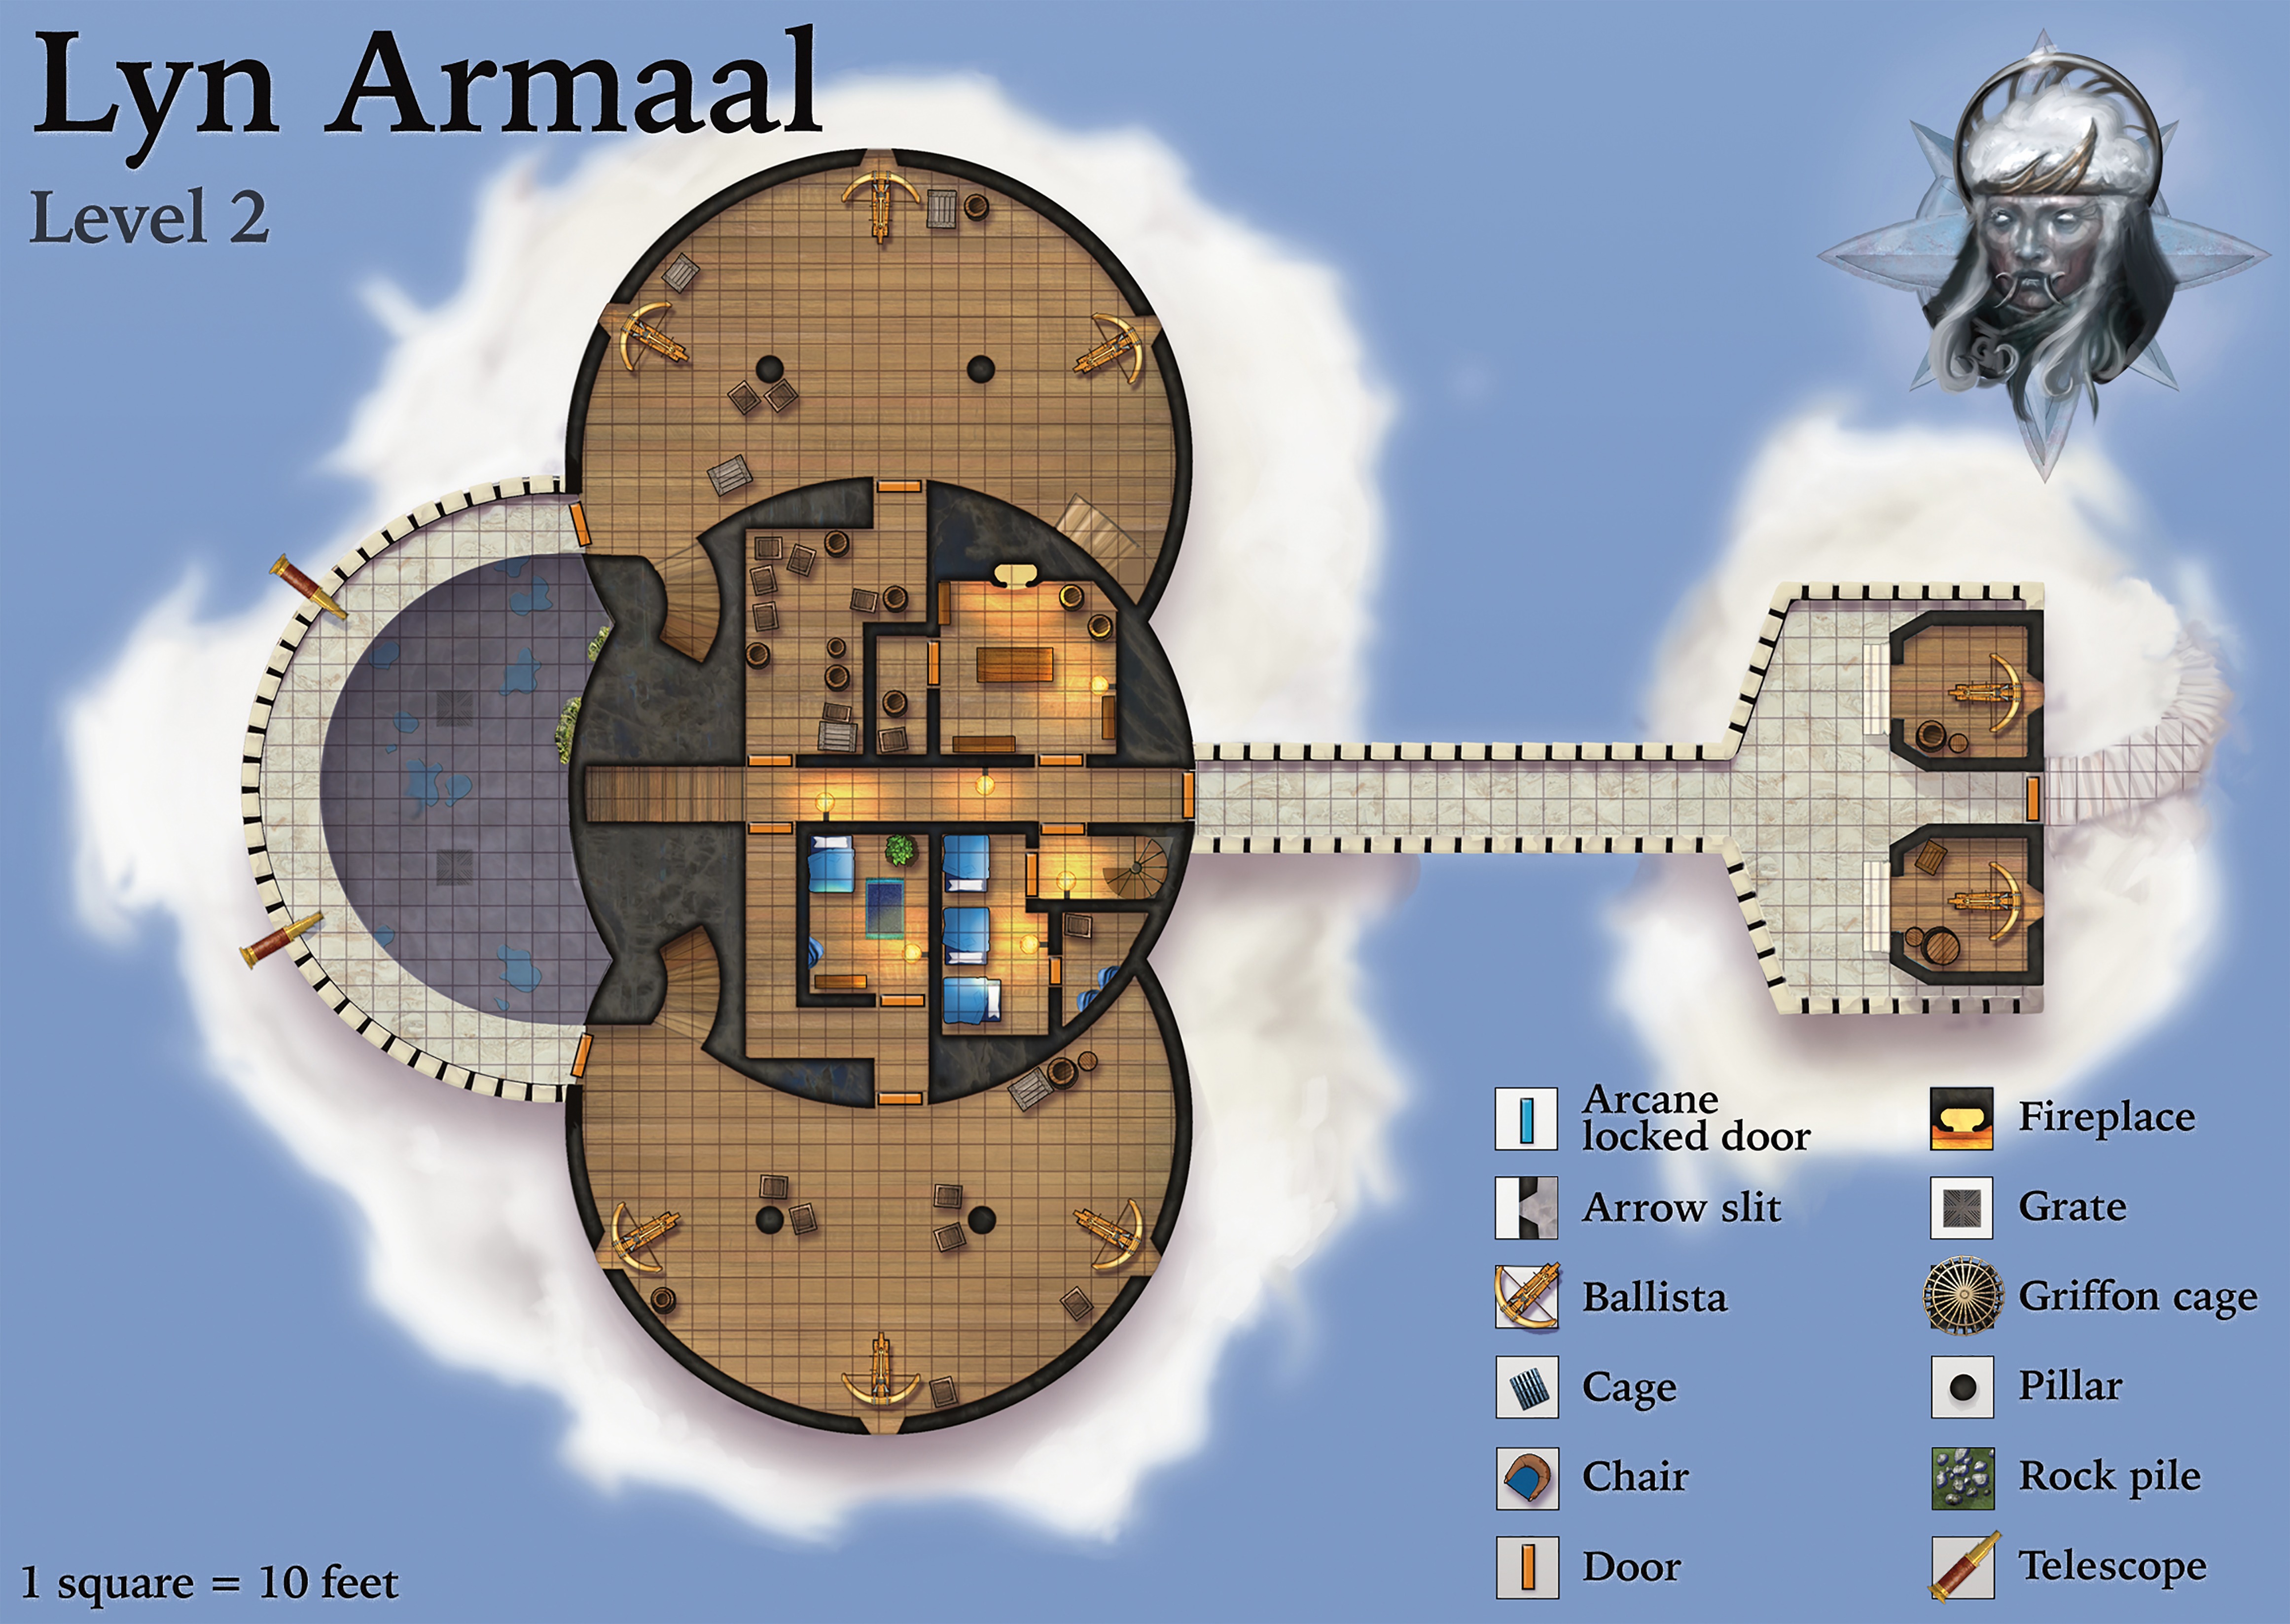 Lyn Armaal
Level 2
Arcane
locked door
Arrow slit
Ballista
Cage
Chair
Door
Fireplace
Grate
Griffon cage
Pillar
Rock pile
Telescope
1 square = 10 feet